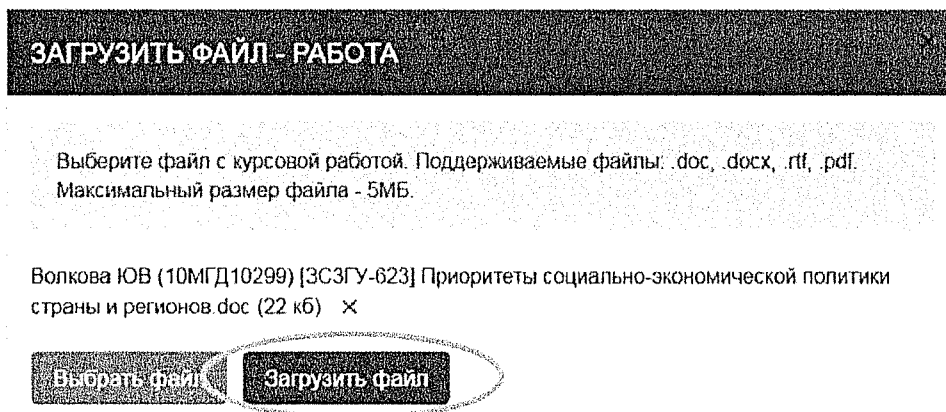 ЗАГРУЗИТЬ ФАЙЛ - РАБОТА
Выберите файл с курсовой работой. Поддерживаемые файлы: .doc, .docx, .rtf, .pdf.
Максимальный размер файла - 5МБ.
Волкова ЮВ (10МГД10299) [ЗСЗГУ-623] Приоритеты социально-экономической политики
страны и регионов.doc (22 кб) ×
Выбрать файл Загрузить файл